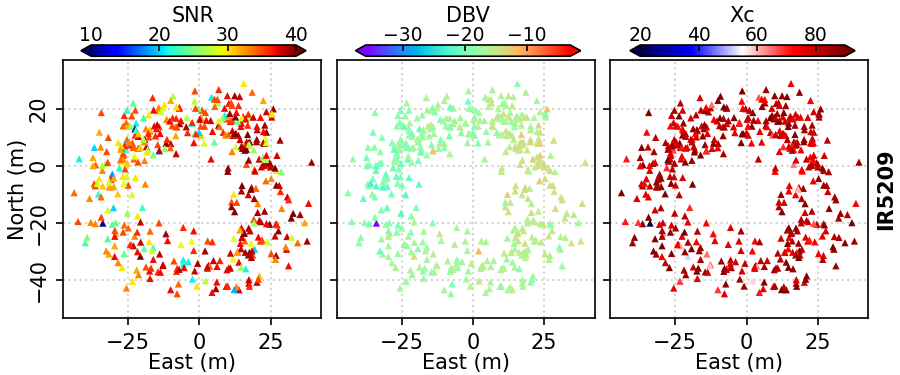 SNR DBV Xc
10 20 30 40 −30 −20 −10 20 40 60 80
North (m)
20
0
−20
−40
−25 0 25 −25 0 25 −25 0 25
East (m) East (m) East (m)
IR5209